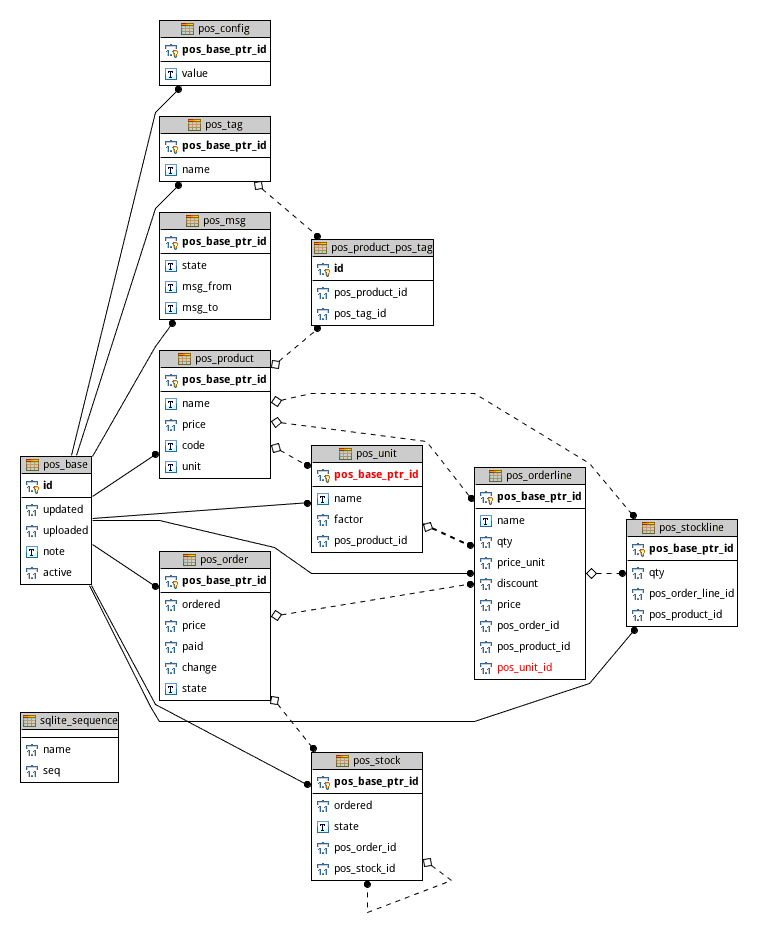 pos_config
pos_base_ptr_id
value
pos_tag
pos_base_ptr_id
name
pos_msg
pos_base_ptr_id
state
msg_from
msg_to
pos_product_pos_tag
id
pos_product_id
pos_tag_id
pos_product
pos_base_ptr_id
name
price
code
unit
pos_base
id
updated
uploaded
note
active
pos_unit
pos_base_ptr_id
name
factor
pos_product_id
pos_orderline
pos_base_ptr_id
name
qty
price_unit
discount
price
pos_order_id
pos_product_id
pos_unit_id
pos_stockline
pos_base_ptr_id
qty
pos_order_line_id
pos_product_id
pos_order
pos_base_ptr_id
ordered
price
paid
change
state
sqlite_sequence
name
seq
pos_stock
pos_base_ptr_id
ordered
state
pos_order_id
pos_stock_id